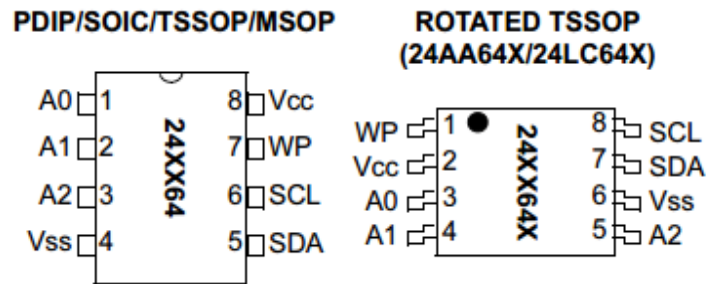 PDIP/SOIC/TSSOP/MSOP
A0 1 8 Vcc
A1 2 7 WP
A2 3 6 SCL
Vss 4 5 SDA
24XX64
ROTATED TSSOP
(24AA64X/24LC64X)
WP 1 8 SCL
Vcc 2 7 SDA
A0 3 6 Vss
A1 4 5 A2
24XX64X